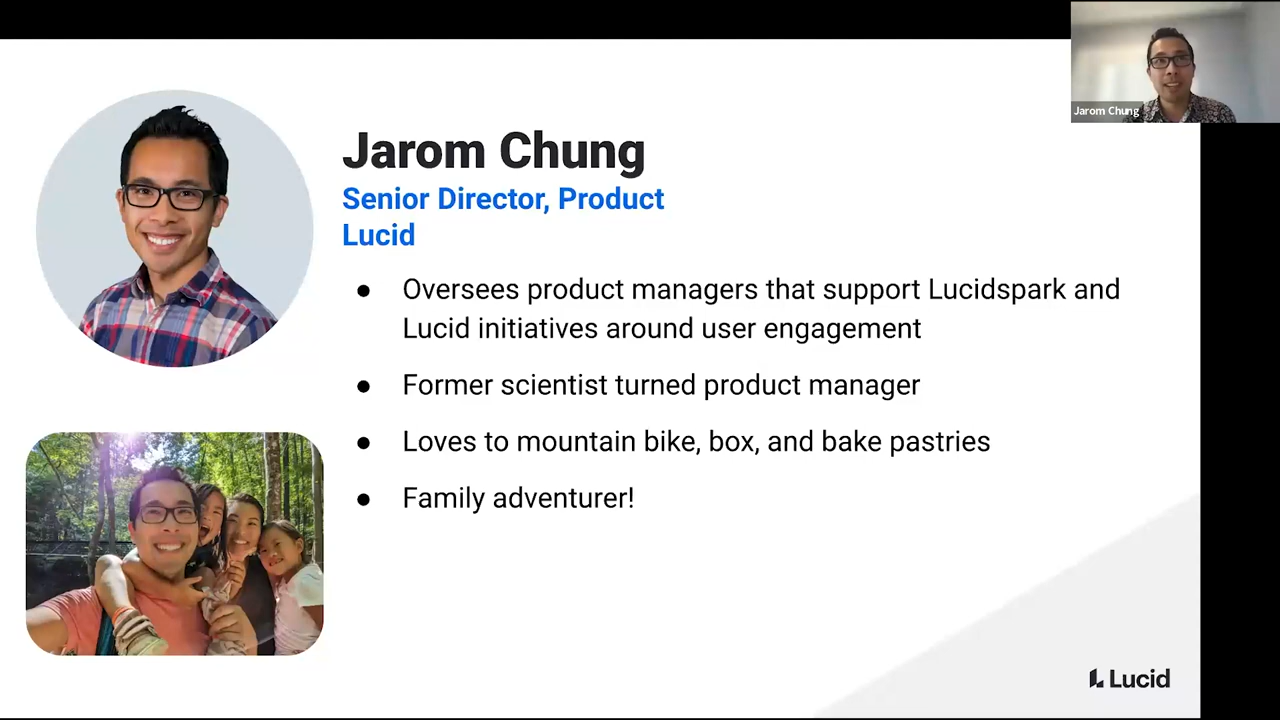 Jarom Chung
Jarom Chung
Senior Director, Product
Lucid
● Oversees product managers that support Lucidspark and
Lucid initiatives around user engagement
● Former scientist turned product manager
● Loves to mountain bike, box, and bake pastries
● Family adventurer!
Lucid